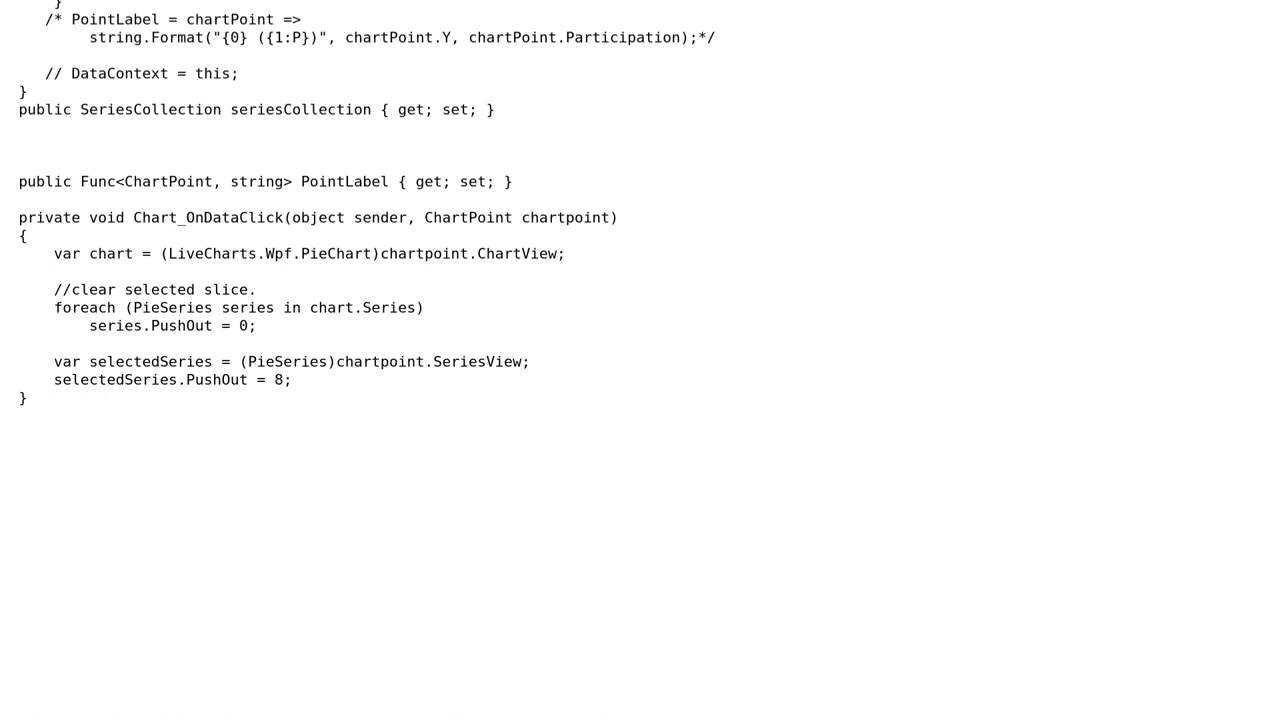 }
/* PointLabel = chartPoint =>
string.Format("{0} ({1:P})", chartPoint.Y, chartPoint.Participation);*/
// DataContext = this;
}
public SeriesCollection seriesCollection { get; set; }
public Func<ChartPoint, string> PointLabel { get; set; }
private void Chart_OnDataClick(object sender, ChartPoint chartpoint)
{
var chart = (LiveCharts.Wpf.PieChart)chartpoint.ChartView;
//clear selected slice.
foreach (PieSeries series in chart.Series)
series.PushOut = 0;
var selectedSeries = (PieSeries)chartpoint.SeriesView;
selectedSeries.PushOut = 8;
}